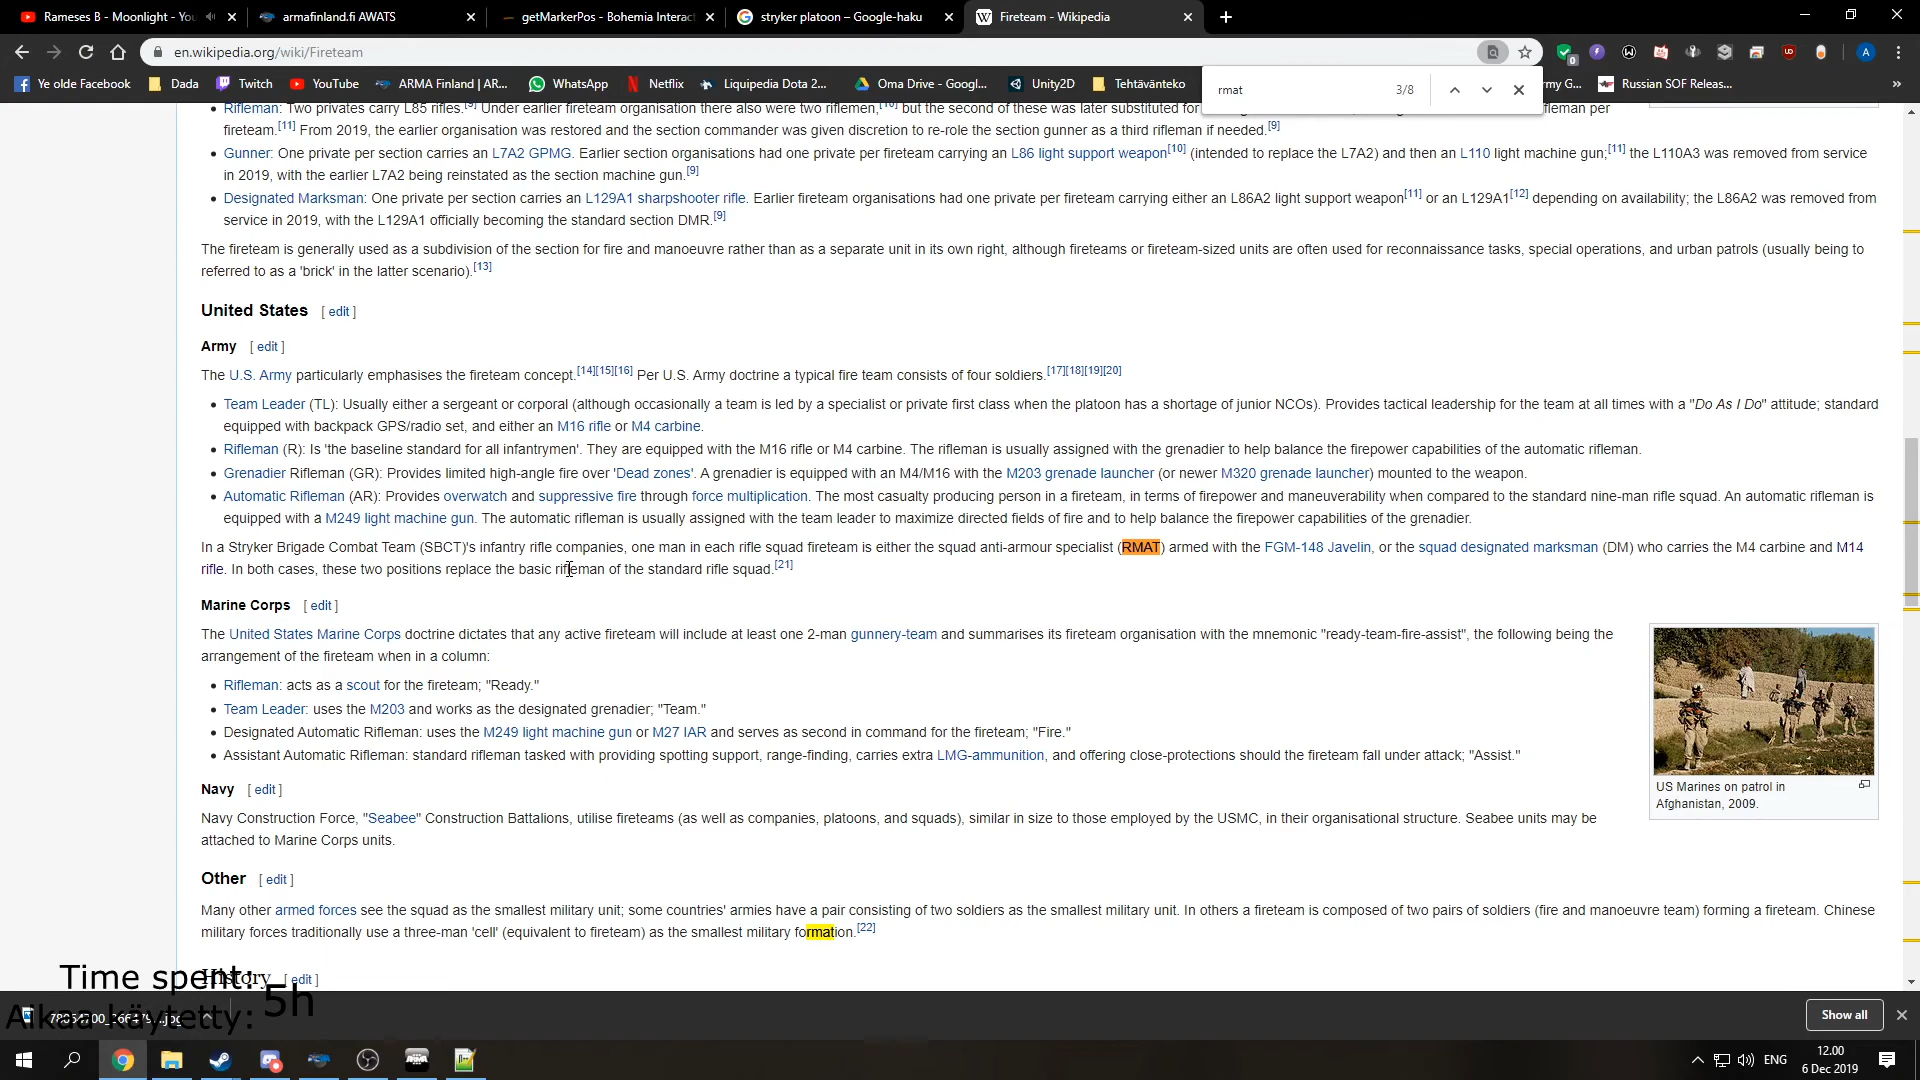 Rameses B - Moonlight - You
armafinland.fi AWATS
getMarkerPos - Bohemia Interac
stryker platoon – Google-haku
Fireteam - Wikipedia
en.wikipedia.org/wiki/Fireteam
Ye olde Facebook
Dada
Twitch
YouTube
ARMA Finland | AR...
WhatsApp
Netflix
Liquipedia Dota 2...
Oma Drive - Googl...
Unity2D
Tehtävänteko
my G...
Russian SOF Releas...
rmat
3/8
Rifleman: Two privates carry L85 rifles.[9] Under earlier fireteam organisation there also were two riflemen,[10] but the second of these was later substituted for
fleman per
fireteam.[11] From 2019, the earlier organisation was restored and the section commander was given discretion to re-role the section gunner as a third rifleman if needed.[9]
Gunner: One private per section carries an L7A2 GPMG. Earlier section organisations had one private per fireteam carrying an L86 light support weapon[10] (intended to replace the L7A2) and then an L110 light machine gun;[11] the L110A3 was removed from service
in 2019, with the earlier L7A2 being reinstated as the section machine gun.[9]
Designated Marksman: One private per section carries an L129A1 sharpshooter rifle. Earlier fireteam organisations had one private per fireteam carrying either an L86A2 light support weapon[11] or an L129A1[12] depending on availability; the L86A2 was removed from
service in 2019, with the L129A1 officially becoming the standard section DMR.[9]
The fireteam is generally used as a subdivision of the section for fire and manoeuvre rather than as a separate unit in its own right, although fireteams or fireteam-sized units are often used for reconnaissance tasks, special operations, and urban patrols (usually being to
referred to as a 'brick' in the latter scenario).[13]
United States [ edit ]
Army [ edit ]
The U.S. Army particularly emphasises the fireteam concept.[14][15][16] Per U.S. Army doctrine a typical fire team consists of four soldiers.[17][18][19][20]
Team Leader (TL): Usually either a sergeant or corporal (although occasionally a team is led by a specialist or private first class when the platoon has a shortage of junior NCOs). Provides tactical leadership for the team at all times with a "Do As I Do" attitude; standard
equipped with backpack GPS/radio set, and either an M16 rifle or M4 carbine.
Rifleman (R): Is 'the baseline standard for all infantrymen'. They are equipped with the M16 rifle or M4 carbine. The rifleman is usually assigned with the grenadier to help balance the firepower capabilities of the automatic rifleman.
Grenadier Rifleman (GR): Provides limited high-angle fire over 'Dead zones'. A grenadier is equipped with an M4/M16 with the M203 grenade launcher (or newer M320 grenade launcher) mounted to the weapon.
Automatic Rifleman (AR): Provides overwatch and suppressive fire through force multiplication. The most casualty producing person in a fireteam, in terms of firepower and maneuverability when compared to the standard nine-man rifle squad. An automatic rifleman is
equipped with a M249 light machine gun. The automatic rifleman is usually assigned with the team leader to maximize directed fields of fire and to help balance the firepower capabilities of the grenadier.
In a Stryker Brigade Combat Team (SBCT)'s infantry rifle companies, one man in each rifle squad fireteam is either the squad anti-armour specialist (RMAT) armed with the FGM-148 Javelin, or the squad designated marksman (DM) who carries the M4 carbine and M14
rifle. In both cases, these two positions replace the basic rifleman of the standard rifle squad.[21]
Marine Corps [ edit ]
The United States Marine Corps doctrine dictates that any active fireteam will include at least one 2-man gunnery-team and summarises its fireteam organisation with the mnemonic "ready-team-fire-assist", the following being the
arrangement of the fireteam when in a column:
Rifleman: acts as a scout for the fireteam; "Ready."
Team Leader: uses the M203 and works as the designated grenadier; "Team."
Designated Automatic Rifleman: uses the M249 light machine gun or M27 IAR and serves as second in command for the fireteam; "Fire."
Assistant Automatic Rifleman: standard rifleman tasked with providing spotting support, range-finding, carries extra LMG-ammunition, and offering close-protections should the fireteam fall under attack; "Assist."
US Marines on patrol in
Afghanistan, 2009.
Navy [ edit ]
Navy Construction Force, "Seabee" Construction Battalions, utilise fireteams (as well as companies, platoons, and squads), similar in size to those employed by the USMC, in their organisational structure. Seabee units may be
attached to Marine Corps units.
Other [ edit ]
Many other armed forces see the squad as the smallest military unit; some countries' armies have a pair consisting of two soldiers as the smallest military unit. In others a fireteam is composed of two pairs of soldiers (fire and manoeuvre team) forming a fireteam. Chinese
military forces traditionally use a three-man 'cell' (equivalent to fireteam) as the smallest military formation.[22]
History [ edit ]
Time spent:
Aikaa käytetty:
5h
Show all
ENG
12.00
6 Dec 2019